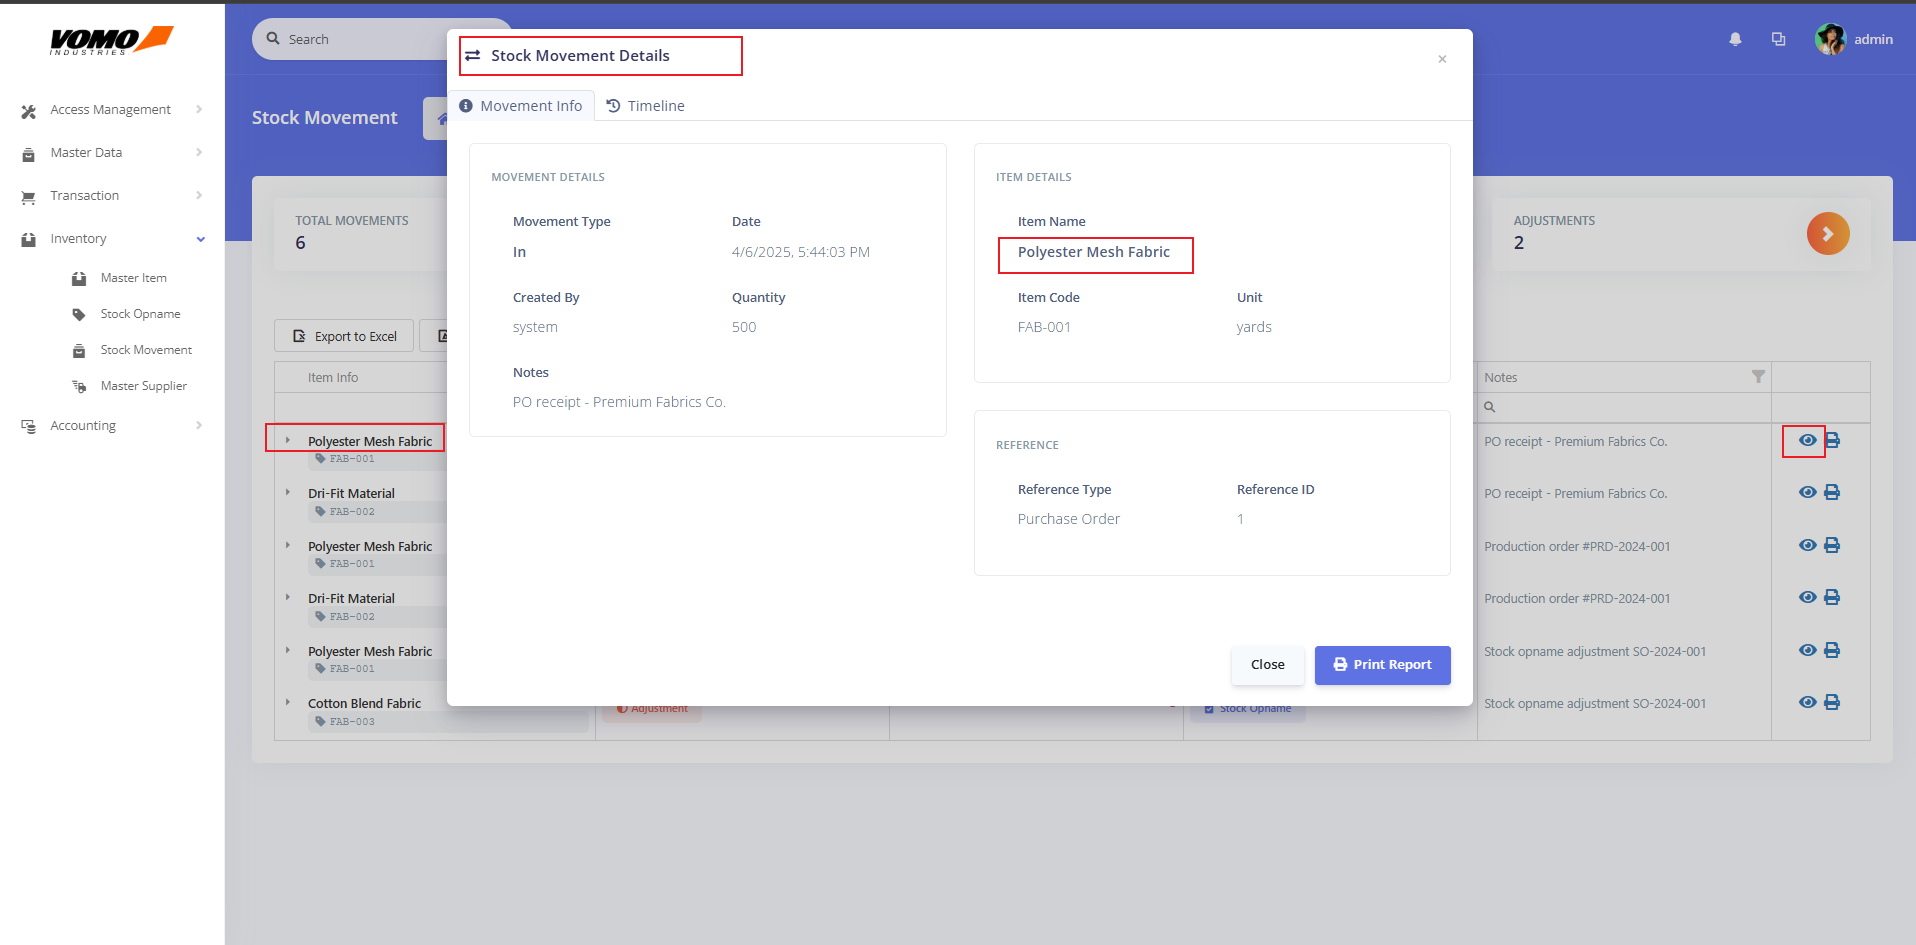 VOMO
INDUSTRIES
Search
admin
Access Management
Master Data
Transaction
Inventory
Master Item
Stock Opname
Stock Movement
Master Supplier
Accounting
Stock Movement
TOTAL MOVEMENTS
6
ADJUSTMENTS
2
Export to Excel
Item Info
Notes
Polyester Mesh Fabric
FAB-001
PO receipt - Premium Fabrics Co.
Dri-Fit Material
FAB-002
PO receipt - Premium Fabrics Co.
Polyester Mesh Fabric
FAB-001
Production order #PRD-2024-001
Dri-Fit Material
FAB-002
Production order #PRD-2024-001
Polyester Mesh Fabric
FAB-001
Stock opname adjustment SO-2024-001
Cotton Blend Fabric
FAB-003
Adjustment
Stock Opname
Stock opname adjustment SO-2024-001
Stock Movement Details
×
Movement Info
Timeline
MOVEMENT DETAILS
Movement Type
Date
In
4/6/2025, 5:44:03 PM
Created By
Quantity
system
500
Notes
PO receipt - Premium Fabrics Co.
ITEM DETAILS
Item Name
Polyester Mesh Fabric
Item Code
Unit
FAB-001
yards
REFERENCE
Reference Type
Reference ID
Purchase Order
1
Close
Print Report